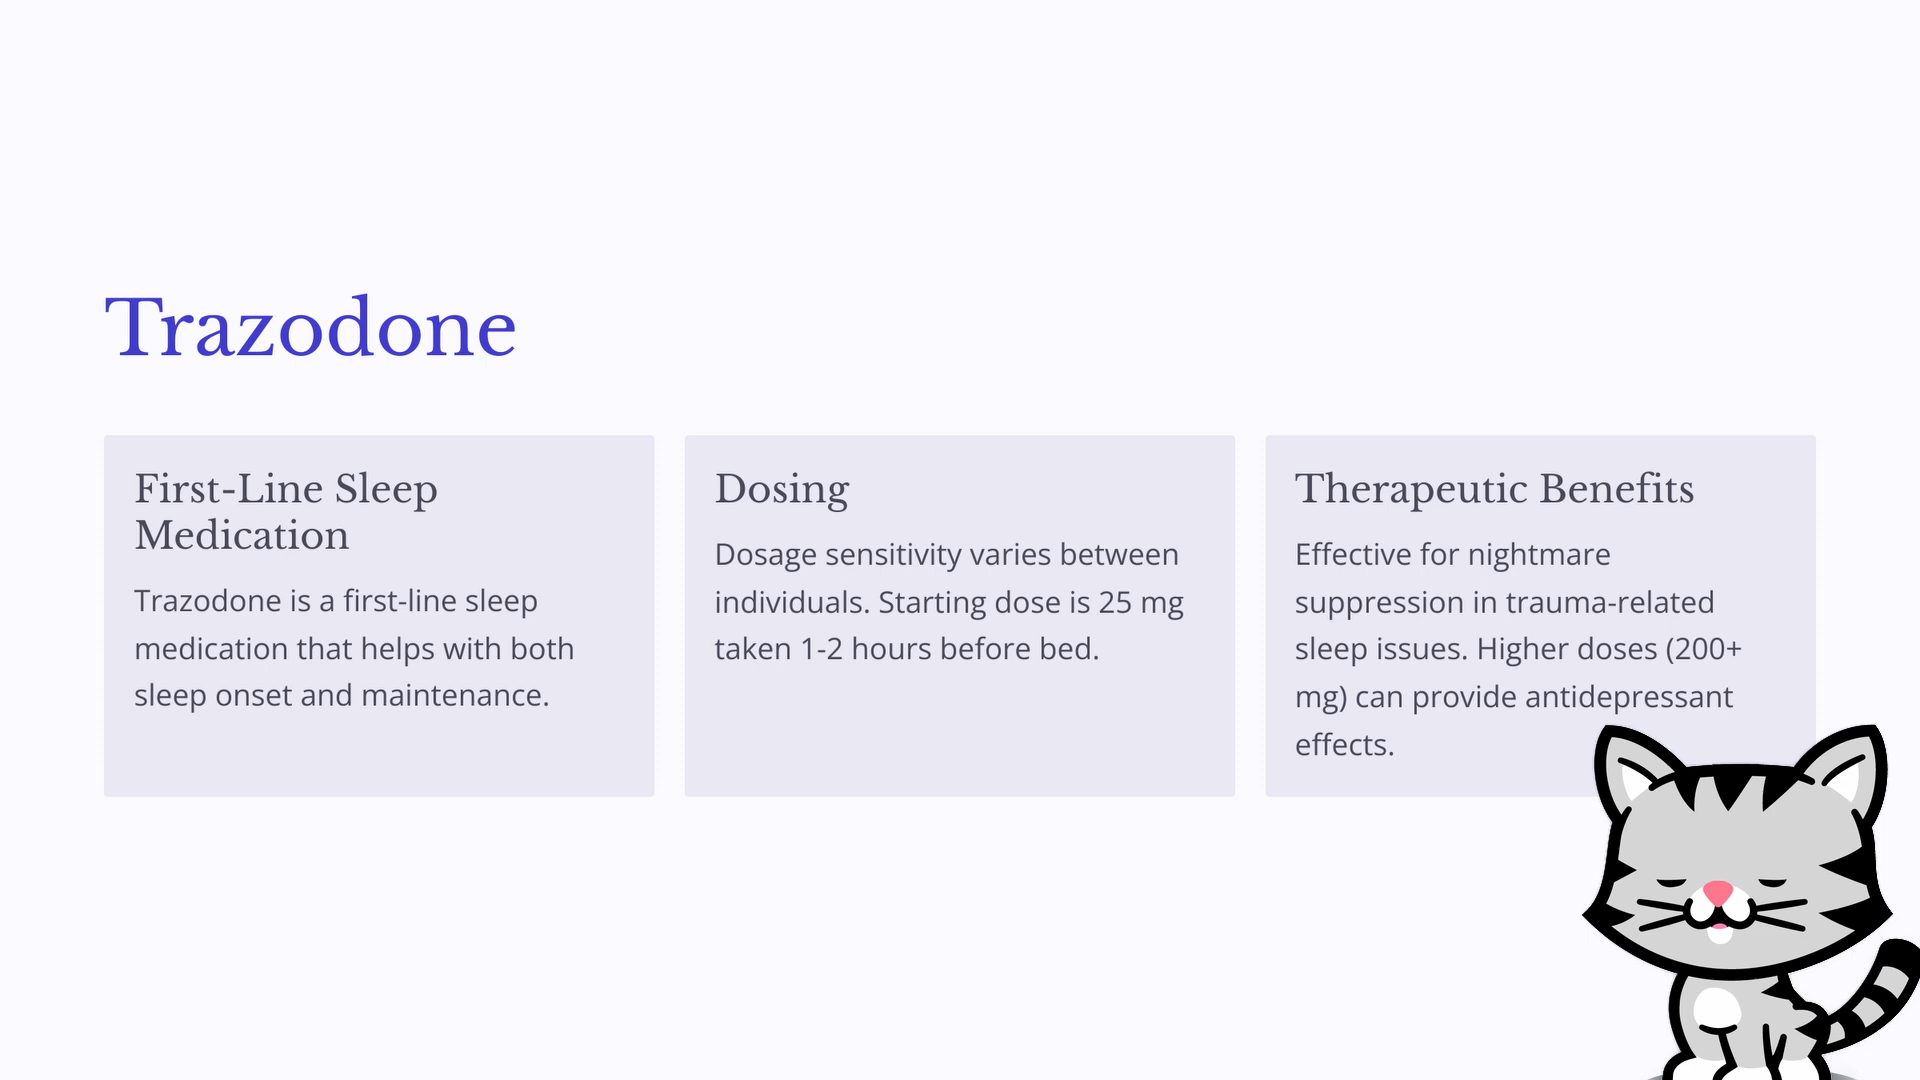 Trazodone
First-Line Sleep
Medication
Trazodone is a first-line sleep
medication that helps with both
sleep onset and maintenance.
Dosing
Dosage sensitivity varies between
individuals. Starting dose is 25 mg
taken 1-2 hours before bed.
Therapeutic Benefits
Effective for nightmare
suppression in trauma-related
sleep issues. Higher doses (200+
mg) can provide antidepressant
effects.